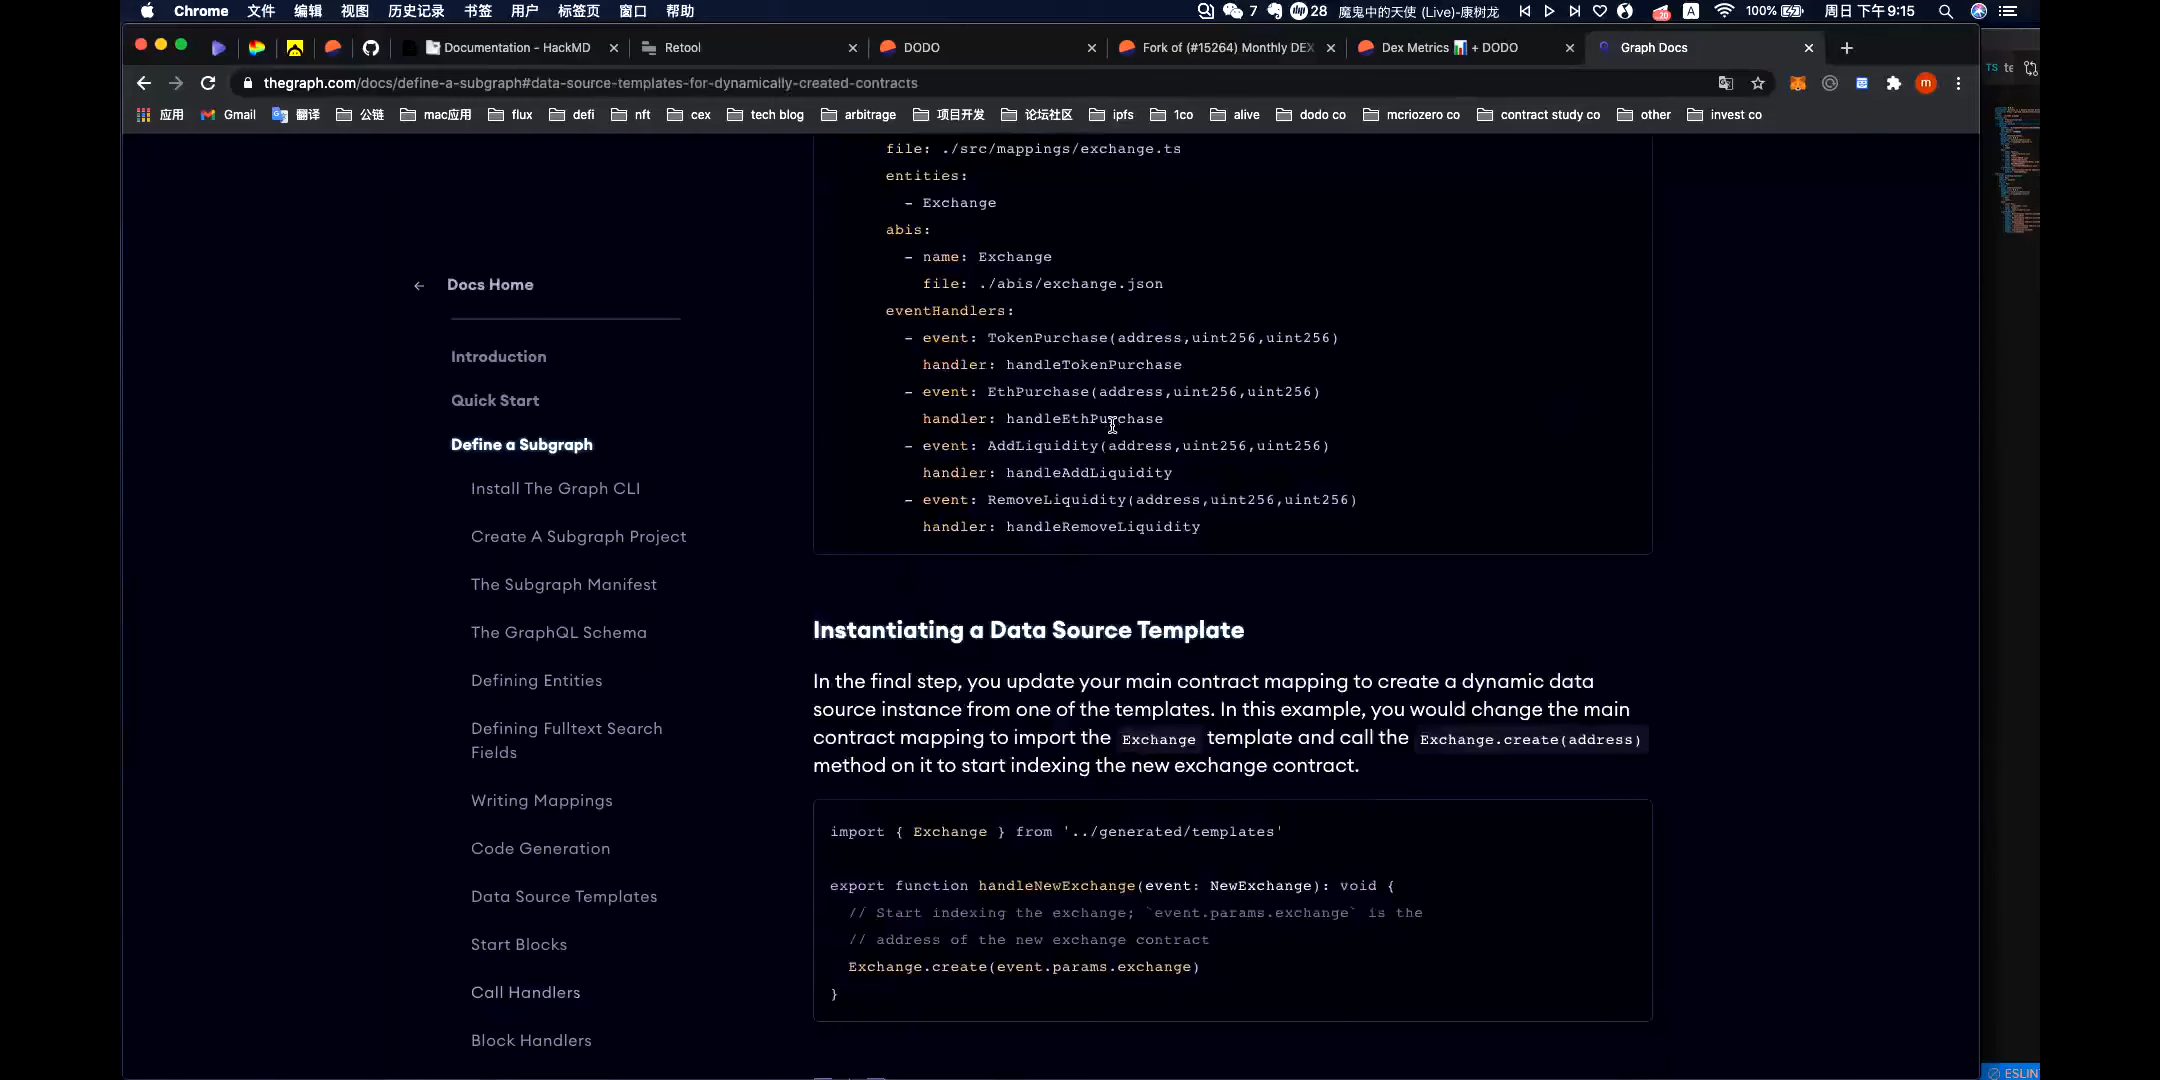 Chrome 文件 编辑 视图 历史记录 书签 用户 标签页 窗口 帮助 7 28 魔鬼中的天使 (Live)-康树龙 20 A 100% 周日下午9:15
Documentation - HackMD Retool DODO Fork of (#15264) Monthly DEX Dex Metrics 📊 + DODO Graph Docs
thegraph.com/docs/define-a-subgraph#data-source-templates-for-dynamically-created-contracts m
TS te
应用 Gmail 翻译 公链 mac应用 flux defi nft cex tech blog arbitrage 项目开发 论坛社区 ipfs 1co alive dodo co mcriozero co contract study co other invest co
file: ./src/mappings/exchange.ts
entities:
- Exchange
abis:
- name: Exchange
file: ./abis/exchange.json
eventHandlers:
- event: TokenPurchase(address,uint256,uint256)
handler: handleTokenPurchase
- event: EthPurchase(address,uint256,uint256)
handler: handleEthPurchase
- event: AddLiquidity(address,uint256,uint256)
handler: handleAddLiquidity
- event: RemoveLiquidity(address,uint256,uint256)
handler: handleRemoveLiquidity
Docs Home
Introduction
Quick Start
Define a Subgraph
Install The Graph CLI
Create A Subgraph Project
The Subgraph Manifest
The GraphQL Schema
Defining Entities
Defining Fulltext Search
Fields
Writing Mappings
Code Generation
Data Source Templates
Start Blocks
Call Handlers
Block Handlers
Instantiating a Data Source Template
In the final step, you update your main contract mapping to create a dynamic data
source instance from one of the templates. In this example, you would change the main
contract mapping to import the Exchange template and call the Exchange.create(address)
method on it to start indexing the new exchange contract.
import { Exchange } from '../generated/templates'
export function handleNewExchange(event: NewExchange): void {
// Start indexing the exchange; `event.params.exchange` is the
// address of the new exchange contract
Exchange.create(event.params.exchange)
}
ESLIN